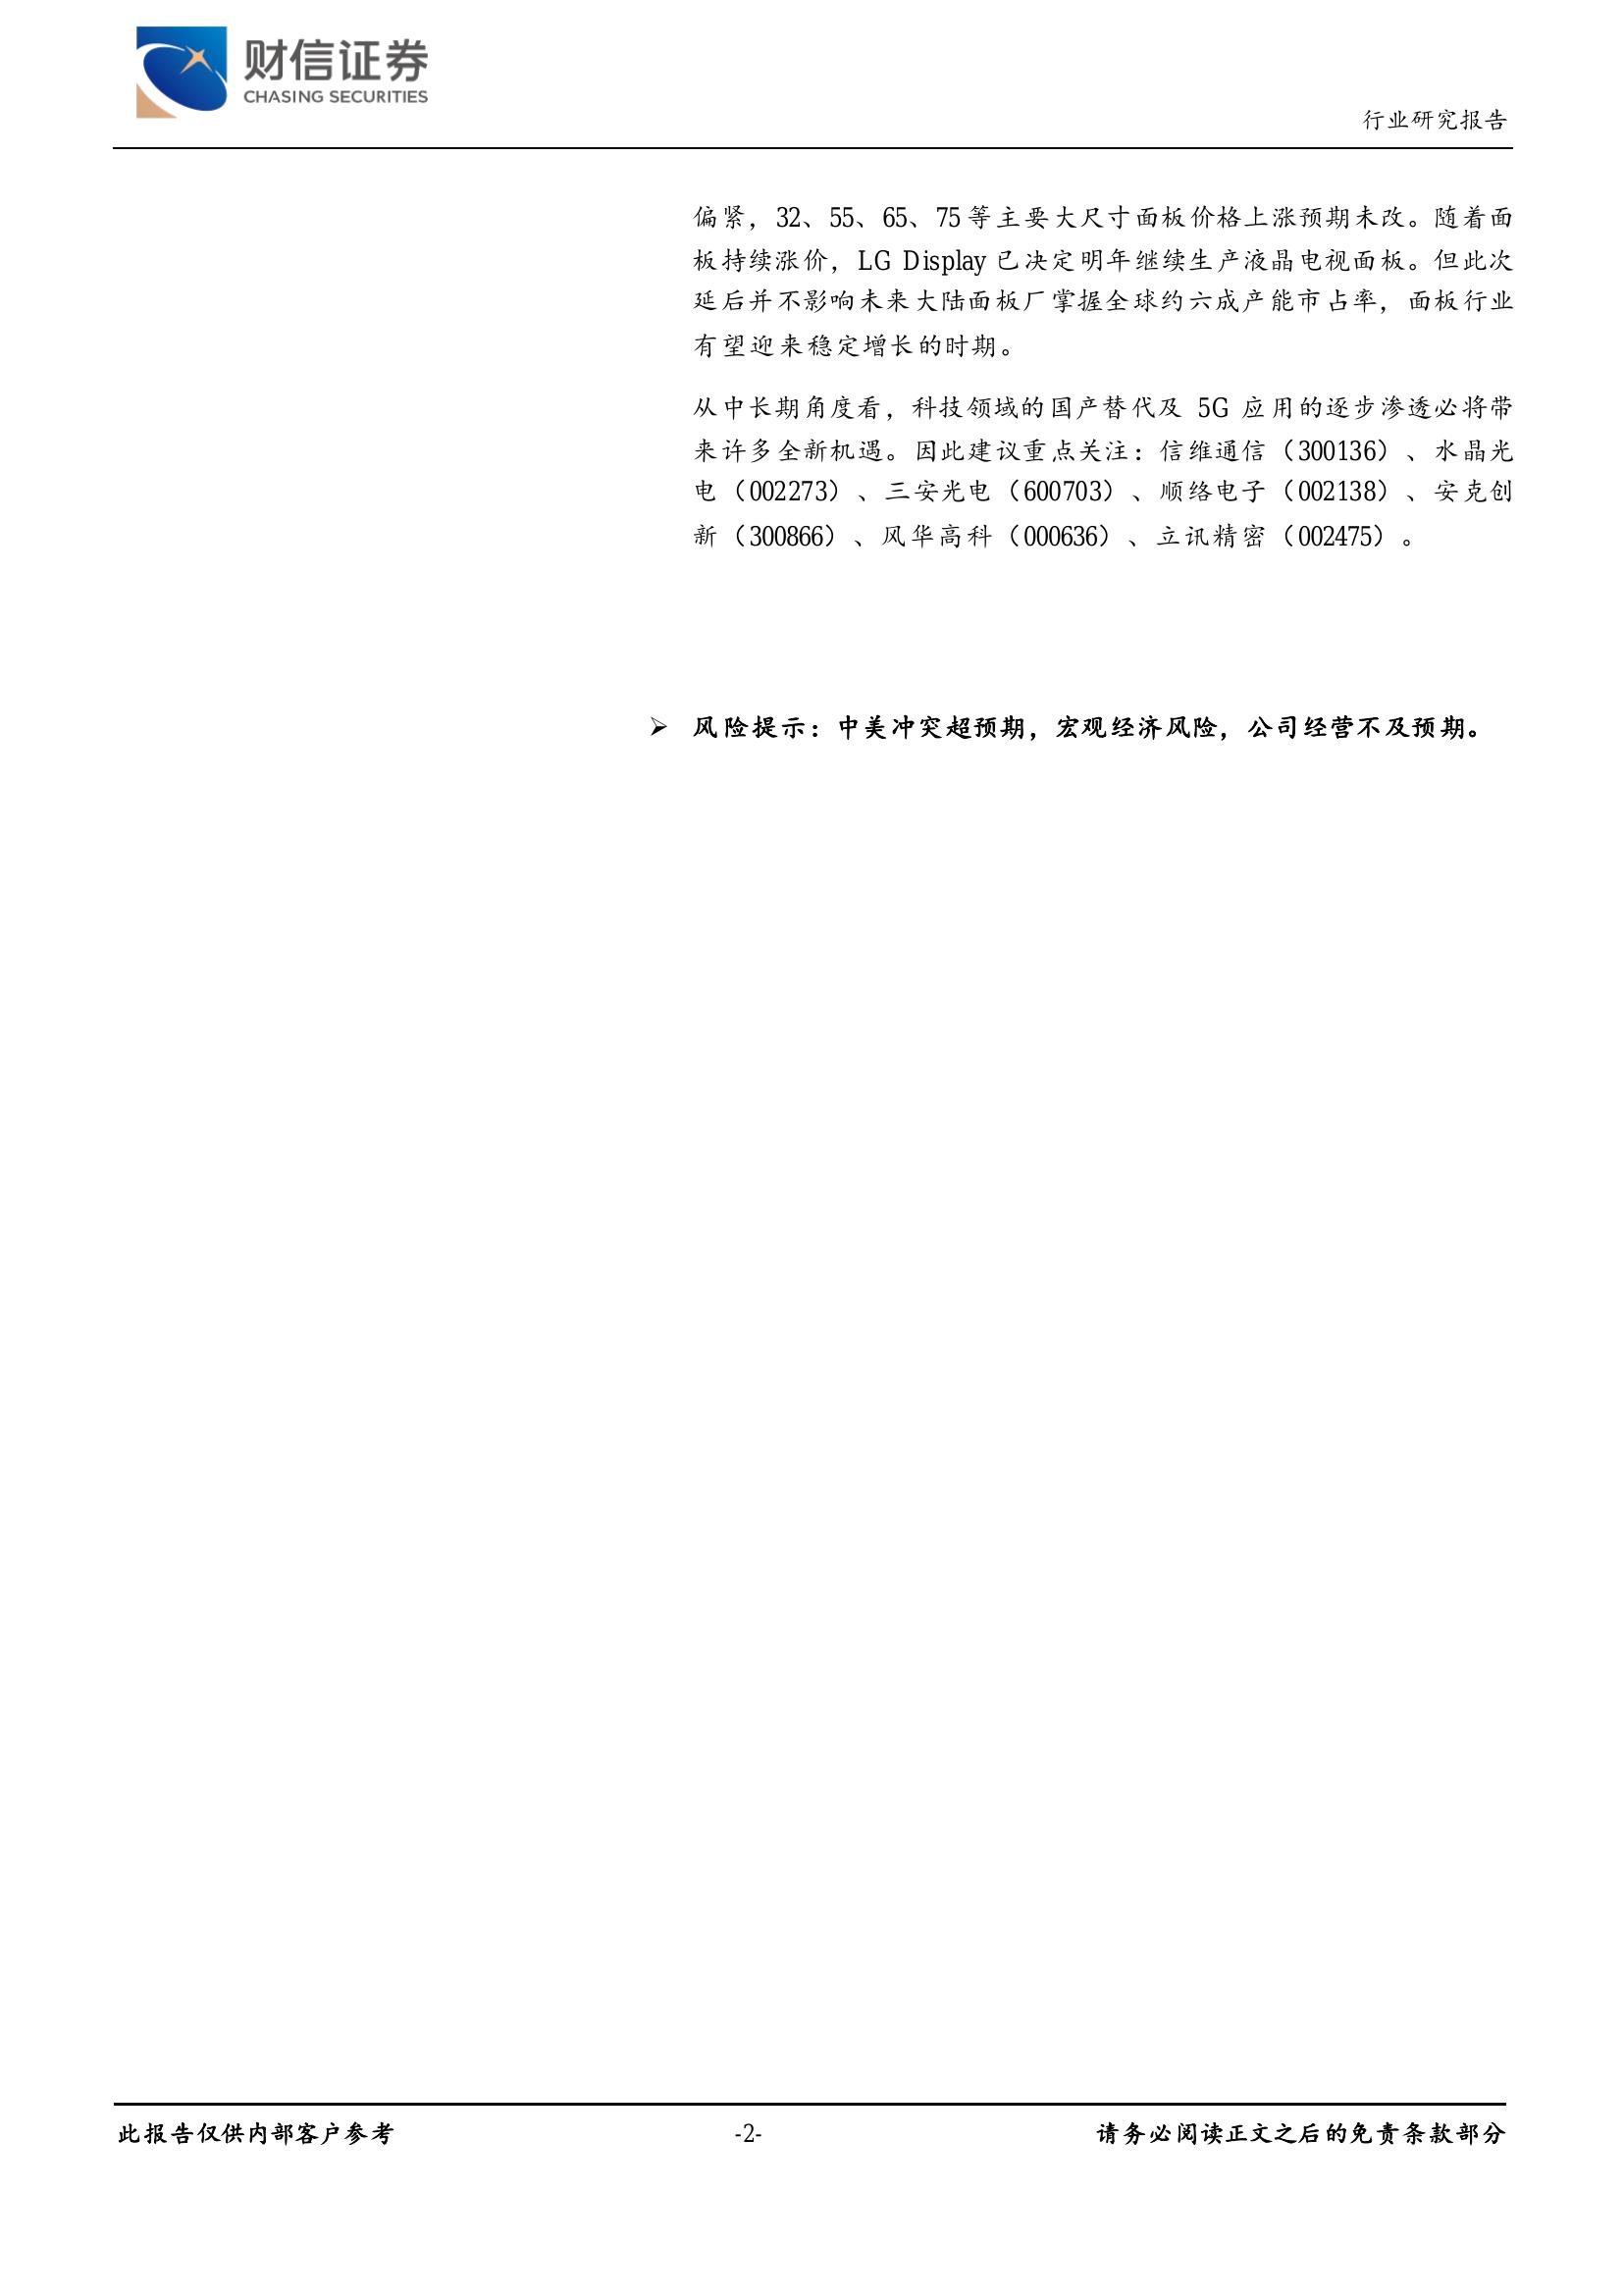 财信证券
CHASING SECURITIES
行业研究报告
偏紧，32、55、65、75 等主要大尺寸面板价格上涨预期未改。随着面
板持续涨价，LG Display 已决定明年继续生产液晶电视面板。但此次
延后并不影响未来大陆面板厂掌握全球约六成产能市占率，面板行业
有望迎来稳定增长的时期。
从中长期角度看，科技领域的国产替代及 5G 应用的逐步渗透必将带
来许多全新机遇。因此建议重点关注：信维通信（300136）、水晶光
电（002273）、三安光电（600703）、顺络电子（002138）、安克创
新（300866）、风华高科（000636）、立讯精密（002475）。
➢ 风险提示：中美冲突超预期，宏观经济风险，公司经营不及预期。
此报告仅供内部客户参考
-2-
请务必阅读正文之后的免责条款部分